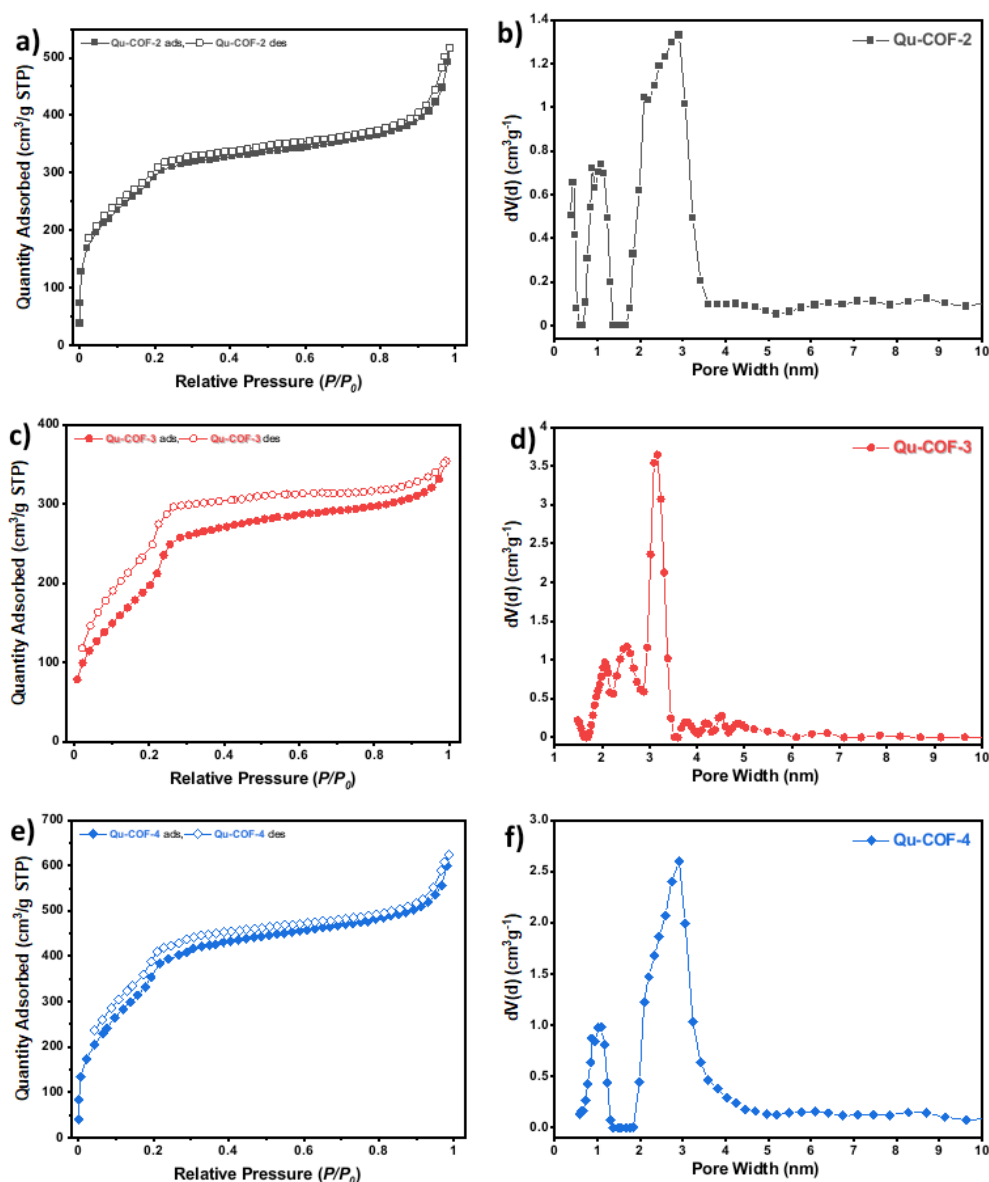 a)
Qu-COF-2 ads, Qu-COF-2 des
Quantity Adsorbed (cm³/g STP)
500
400
300
200
100
0
0 0.2 0.4 0.6 0.8 1
Relative Pressure (P/P₀)
b)
Qu-COF-2
dV(d) (cm³g⁻¹)
1.4
1.2
1
0.8
0.6
0.4
0.2
0
0 1 2 3 4 5 6 7 8 9 10
Pore Width (nm)
c)
Qu-COF-3 ads, Qu-COF-3 des
Quantity Adsorbed (cm³/g STP)
400
300
200
100
0
0 0.2 0.4 0.6 0.8 1
Relative Pressure (P/P₀)
d)
Qu-COF-3
dV(d) (cm³g⁻¹)
4
3.5
3
2.5
2
1.5
1
0.5
0
1 2 3 4 5 6 7 8 9 10
Pore Width (nm)
e)
Qu-COF-4 ads, Qu-COF-4 des
Quantity Adsorbed (cm³/g STP)
700
600
500
400
300
200
100
0
0 0.2 0.4 0.6 0.8 1
Relative Pressure (P/P₀)
f)
Qu-COF-4
dV(d) (cm³g⁻¹)
3.0
2.5
2.0
1.5
1.0
0.5
0.0
0 1 2 3 4 5 6 7 8 9 10
Pore Width (nm)